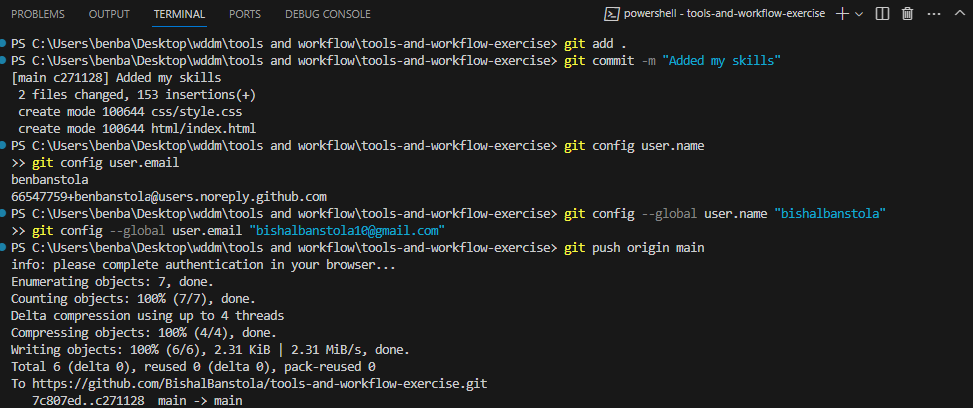 PROBLEMS OUTPUT TERMINAL PORTS DEBUG CONSOLE powershell - tools-and-workflow-exercise
PS C:\Users\benba\Desktop\wddm\tools and workflow\tools-and-workflow-exercise> git add .
PS C:\Users\benba\Desktop\wddm\tools and workflow\tools-and-workflow-exercise> git commit -m "Added my skills"
[main c271128] Added my skills
 2 files changed, 153 insertions(+)
 create mode 100644 css/style.css
 create mode 100644 html/index.html
PS C:\Users\benba\Desktop\wddm\tools and workflow\tools-and-workflow-exercise> git config user.name
>> git config user.email
benbanstola
66547759+benbanstola@users.noreply.github.com
PS C:\Users\benba\Desktop\wddm\tools and workflow\tools-and-workflow-exercise> git config --global user.name "bishalbanstola"
>> git config --global user.email "bishalbanstola10@gmail.com"
PS C:\Users\benba\Desktop\wddm\tools and workflow\tools-and-workflow-exercise> git push origin main
info: please complete authentication in your browser...
Enumerating objects: 7, done.
Counting objects: 100% (7/7), done.
Delta compression using up to 4 threads
Compressing objects: 100% (4/4), done.
Writing objects: 100% (6/6), 2.31 KiB | 2.31 MiB/s, done.
Total 6 (delta 0), reused 0 (delta 0), pack-reused 0
To https://github.com/BishalBanstola/tools-and-workflow-exercise.git
   7c807ed..c271128  main -> main